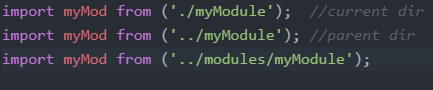 import myMod from ('./myModule');  //current dir
import myMod from ('../myModule'); //parent dir
import myMod from ('../modules/myModule');